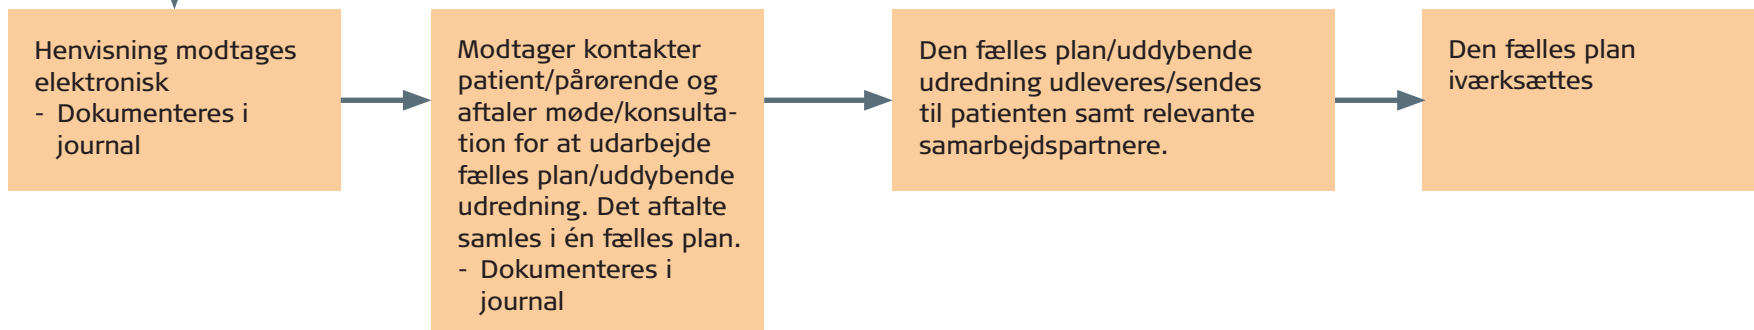 Henvisning modtages
elektronisk
- Dokumenteres i
journal
Modtager kontakter
patient/pårørende og
aftaler møde/konsulta-
tion for at udarbejde
fælles plan/uddybende
udredning. Det aftalte
samles i én fælles plan.
- Dokumenteres i
journal
Den fælles plan/uddybende
udredning udleveres/sendes
til patienten samt relevante
samarbejdspartnere.
Den fælles plan
iværksættes